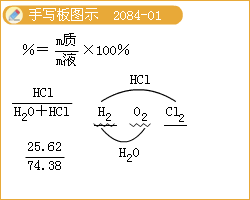 手写板图示 2084-01
%=m质/m液×100%
HCl
HCl/H₂O+HCl
H₂ O₂ Cl₂
H₂O
25.62/74.38